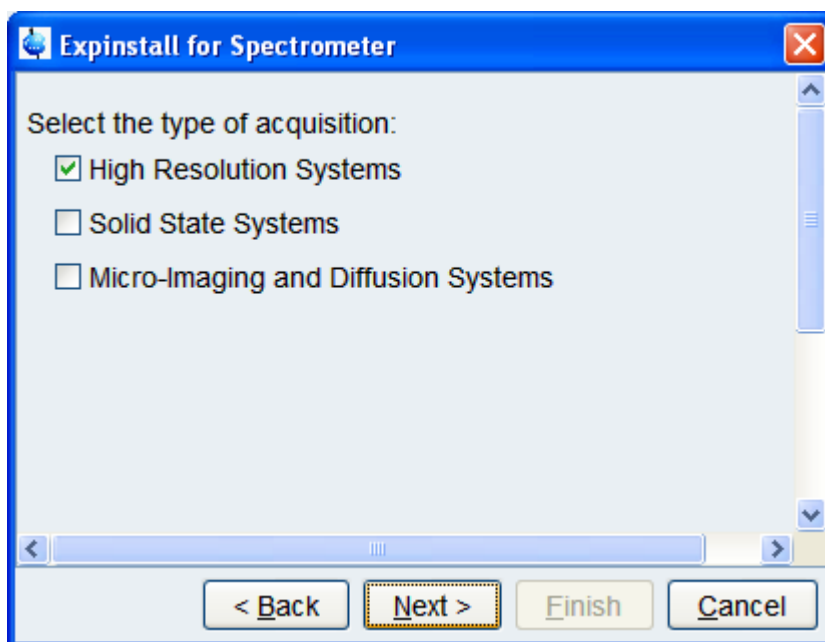 Expinstall for Spectrometer
Select the type of acquisition:
High Resolution Systems
Solid State Systems
Micro-Imaging and Diffusion Systems
< Back Next > Finish Cancel